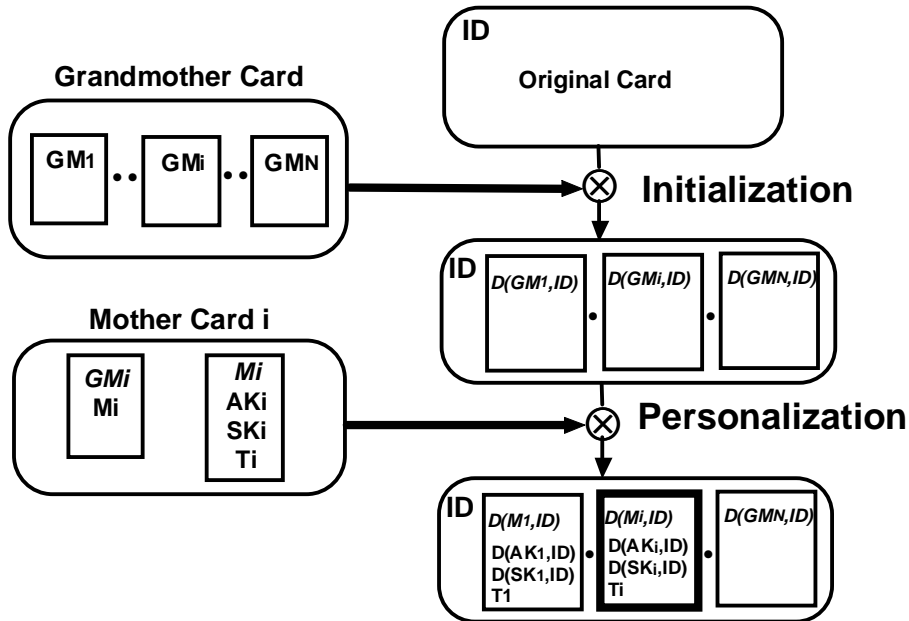 ID
Original Card
Grandmother Card
GM1
••
GMi
••
GMN
Initialization
ID
D(GM1,ID)
•
D(GMi,ID)
•
D(GMN,ID)
Mother Card i
GMi
Mi
Mi
AKi
SKi
Ti
Personalization
ID
D(M1,ID)
D(AK1,ID)
D(SK1,ID)
T1
•
D(Mi,ID)
D(AKi,ID)
D(SKi,ID)
Ti
•
D(GMN,ID)